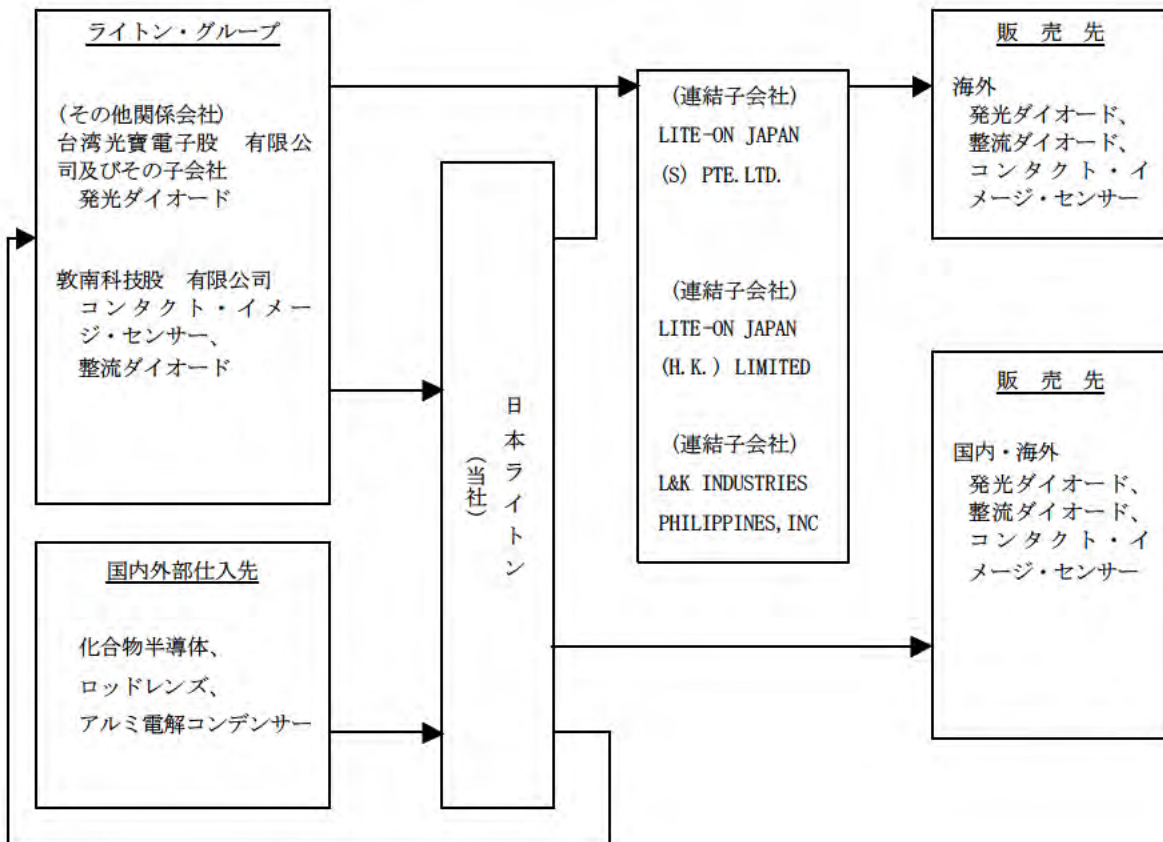 ライトン・グループ
(その他関係会社)
台湾光寶電子股　有限公
司及びその子会社
発光ダイオード
敦南科技股　有限公司
コンタクト・イメー
ジ・センサー、
整流ダイオード
国内外部仕入先
化合物半導体、
ロッドレンズ、
アルミ電解コンデンサー
日本ライトン
(当社)
(連結子会社)
LITE-ON JAPAN
(S) PTE.LTD.
(連結子会社)
LITE-ON JAPAN
(H.K.) LIMITED
(連結子会社)
L&K INDUSTRIES
PHILIPPINES,INC
販　売　先
海外
発光ダイオード、
整流ダイオード、
コンタクト・イ
メージ・センサー
販　売　先
国内・海外
発光ダイオード、
整流ダイオード、
コンタクト・イ
メージ・センサー